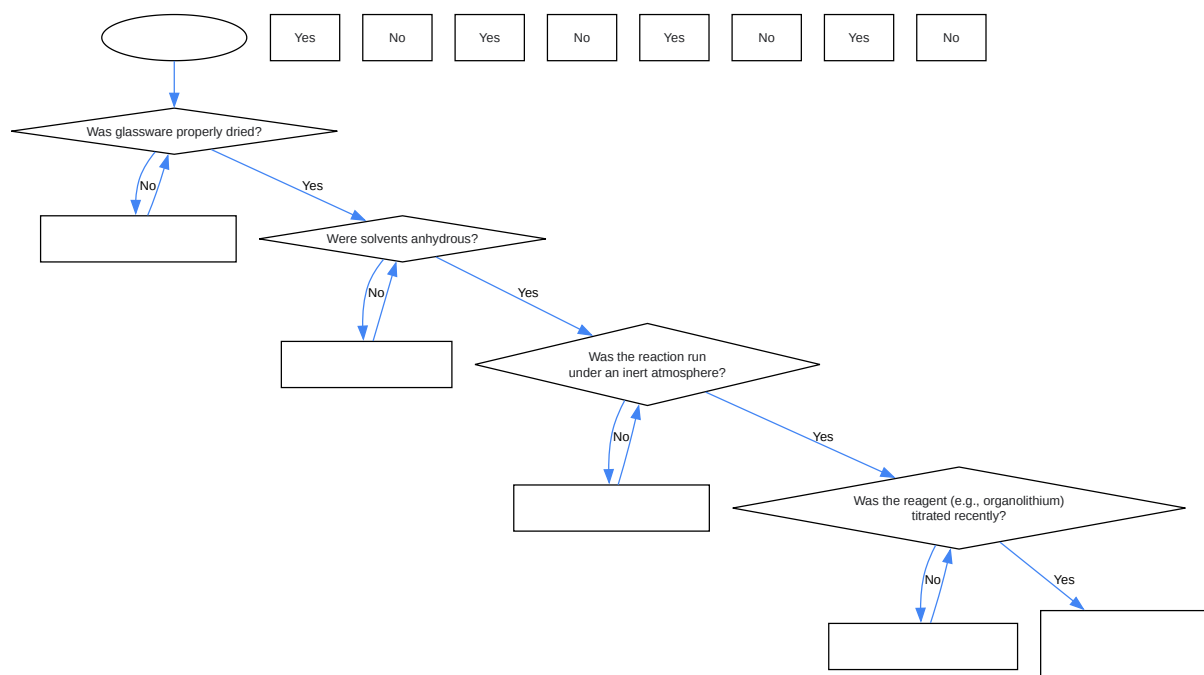 Yes
No
Yes
No
Yes
No
Yes
No
Was glassware properly dried?
No
Yes
Were solvents anhydrous?
No
Yes
Was the reaction run
under an inert atmosphere?
No
Yes
Was the reagent (e.g., organolithium)
titrated recently?
No
Yes